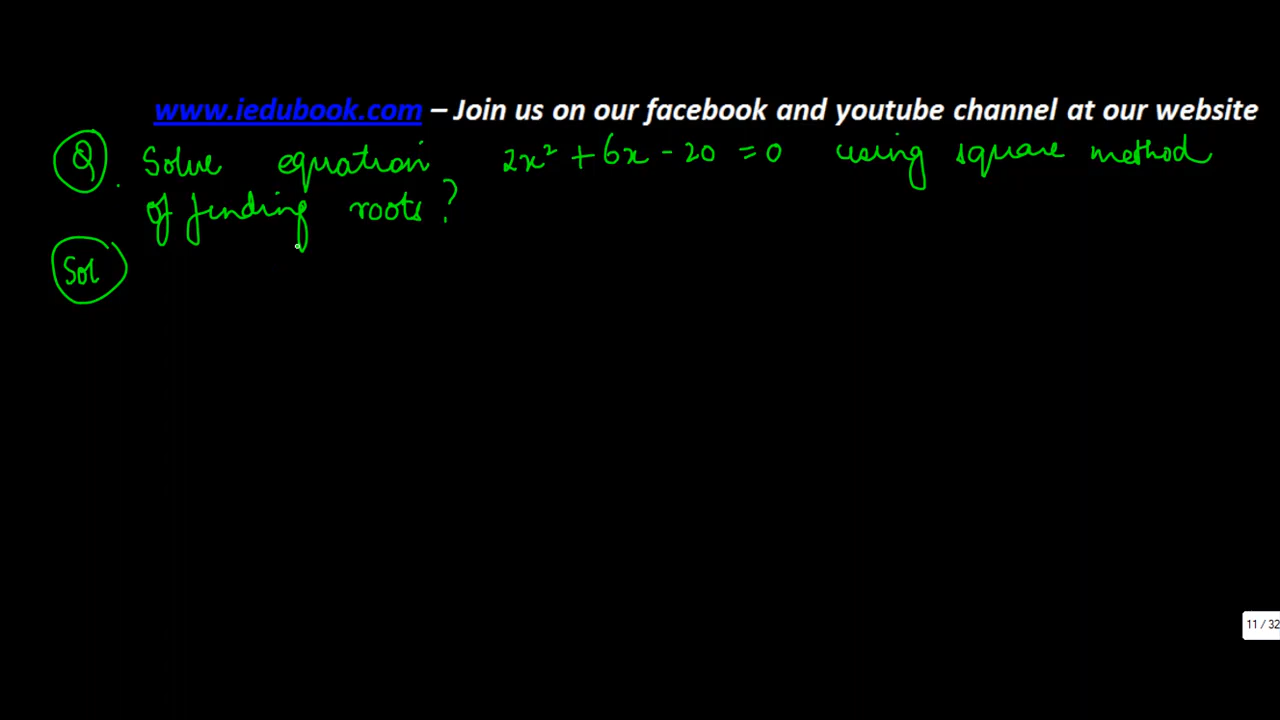 www.iedubook.com – Join us on our facebook and youtube channel at our website
Q. Solve equation 2x² + 6x - 20 = 0 using square method
of finding roots?
Sol
11 / 32